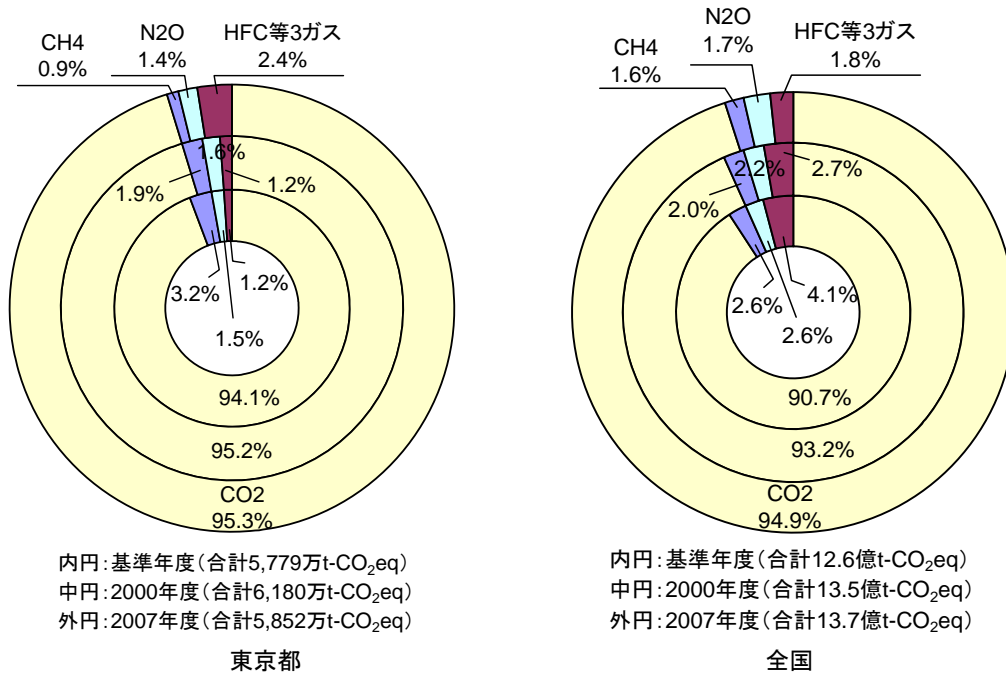 CH4
0.9%
N2O
1.4%
HFC等3ガス
2.4%
1.9%
1.6%
1.2%
3.2%
1.5%
1.2%
94.1%
95.2%
CO2
95.3%
内円:基準年度(合計5,779万t-CO₂eq)
中円:2000年度(合計6,180万t-CO₂eq)
外円:2007年度(合計5,852万t-CO₂eq)
東京都
CH4
1.6%
N2O
1.7%
HFC等3ガス
1.8%
2.0%
2.2%
2.7%
2.6%
2.6%
4.1%
90.7%
93.2%
CO2
94.9%
内円:基準年度(合計12.6億t-CO₂eq)
中円:2000年度(合計13.5億t-CO₂eq)
外円:2007年度(合計13.7億t-CO₂eq)
全国